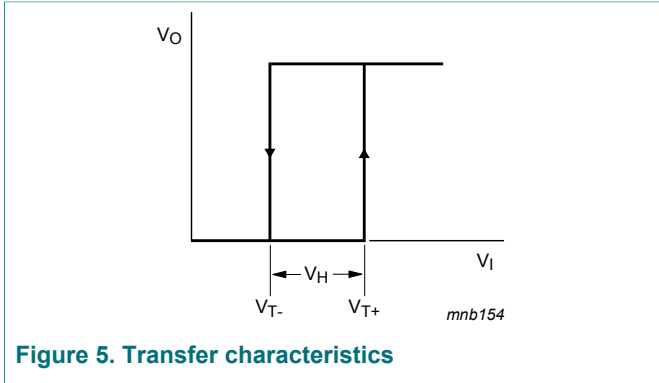 VO
VI
VH
VT-
VT+
mnb154
Figure 5. Transfer characteristics